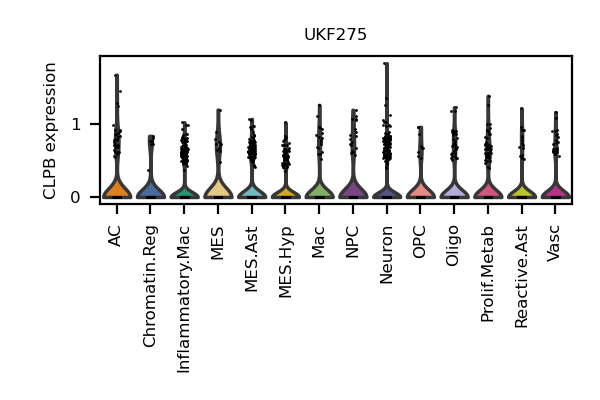 UKF275
CLPB expression
1
0
AC
Chromatin.Reg
Inflammatory.Mac
MES
MES.Ast
MES.Hyp
Mac
NPC
Neuron
OPC
Oligo
Prolif.Metab
Reactive.Ast
Vasc